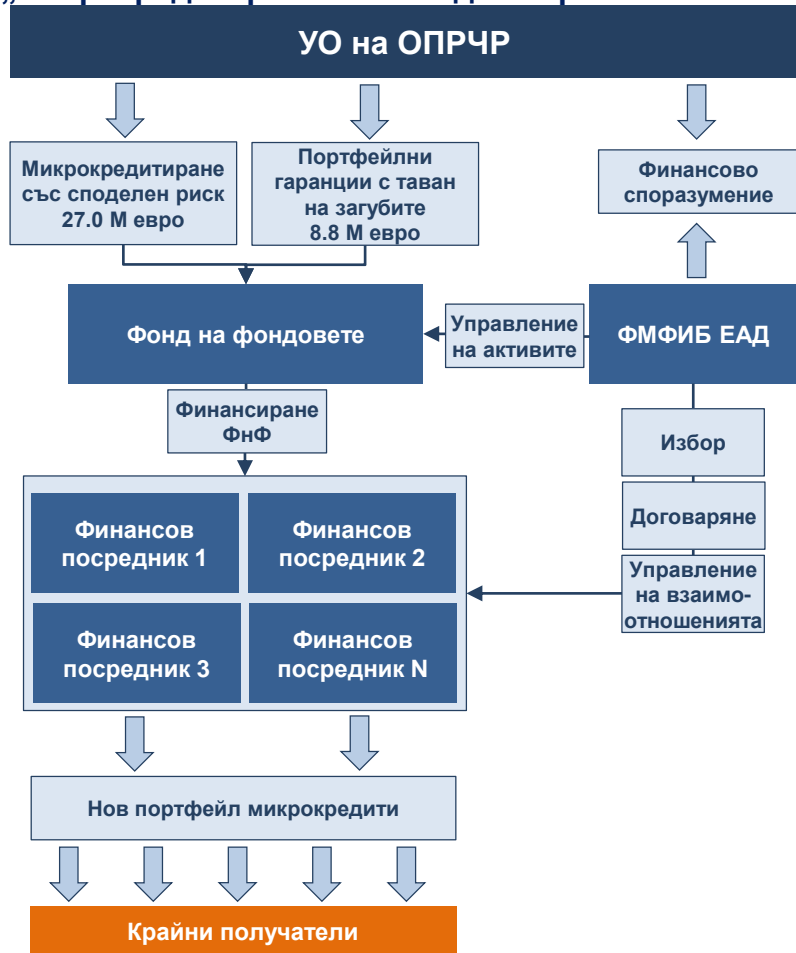 УО на ОПРЧР
Микрокредитиране
със споделен риск
27.0 М евро
Портфейлни
гаранции с таван
на загубите
8.8 М евро
Финансово
споразумение
Фонд на фондовете
Управление
на активите
ФМФИБ ЕАД
Финансиране
ФнФ
Избор
Договаряне
Управление
на взаимо-
отношенията
Финансов
посредник 1
Финансов
посредник 2
Финансов
посредник 3
Финансов
посредник N
Нов портфейл микрокредити
Крайни получатели